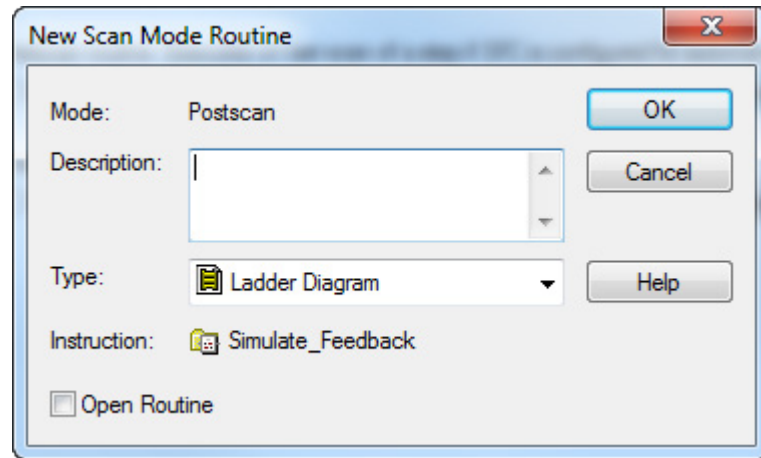 New Scan Mode Routine
Mode: Postscan
OK
Description:
Cancel
Type: Ladder Diagram
Help
Instruction: Simulate_Feedback
Open Routine